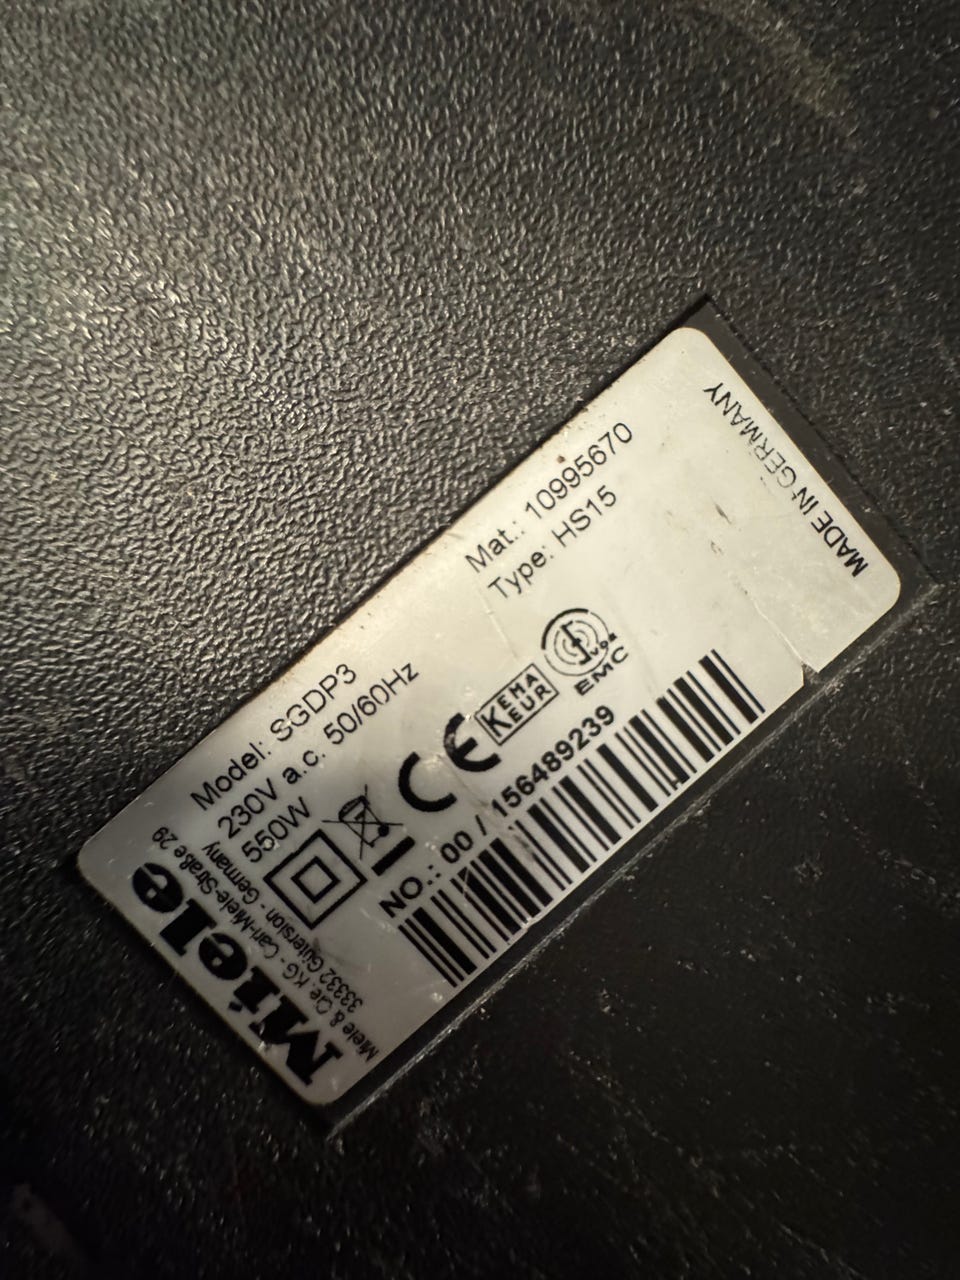 Miele
Miele & Cie. KG - Carl-Miele-Straße 29
33332 Gütersloh - Germany
Model: SGDP3
230V a.c. 50/60Hz
550W
Mat.: 10995670
Type: HS15
CE
KEMA
KEUR
VDE
EMC
NO.: 00 / 156489239
MADE IN GERMANY